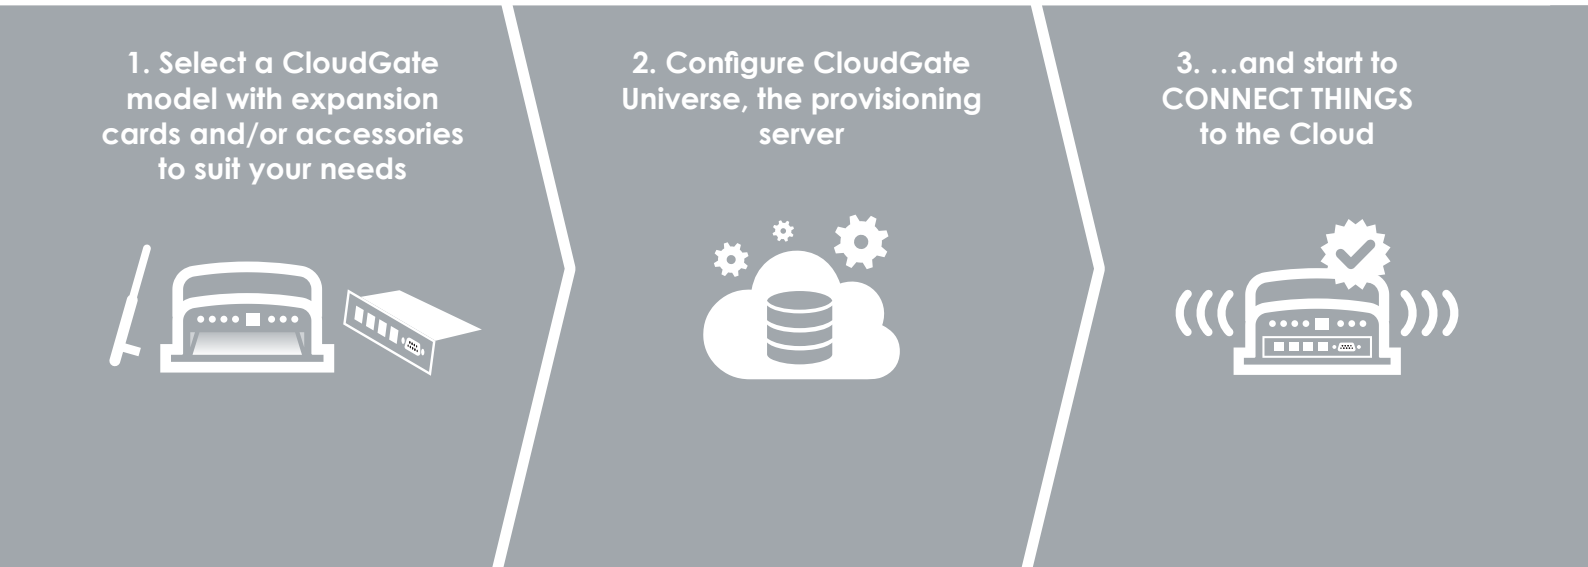 1. Select a CloudGate
model with expansion
cards and/or accessories
to suit your needs
2. Configure CloudGate
Universe, the provisioning
server
3. ...and start to
CONNECT THINGS
to the Cloud